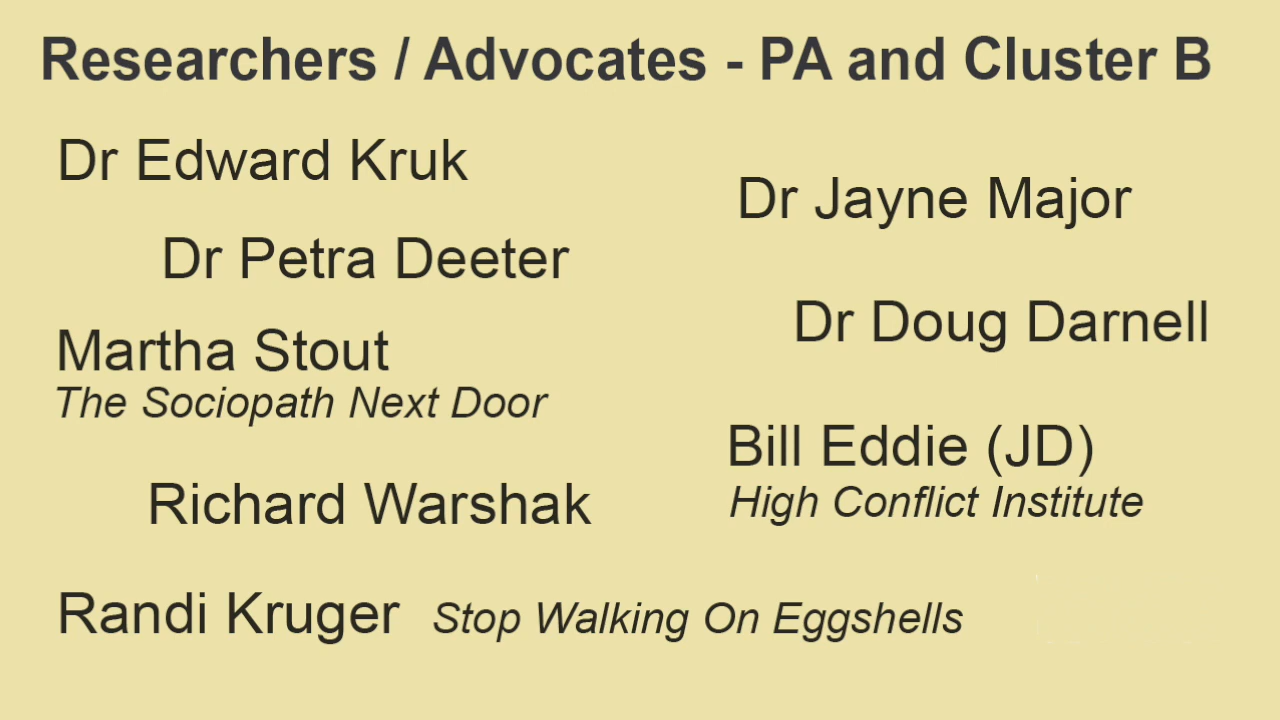 Researchers / Advocates - PA and Cluster B
Dr Edward Kruk
Dr Jayne Major
Dr Petra Deeter
Dr Doug Darnell
Martha Stout
The Sociopath Next Door
Bill Eddie (JD)
High Conflict Institute
Richard Warshak
Randi Kruger Stop Walking On Eggshells